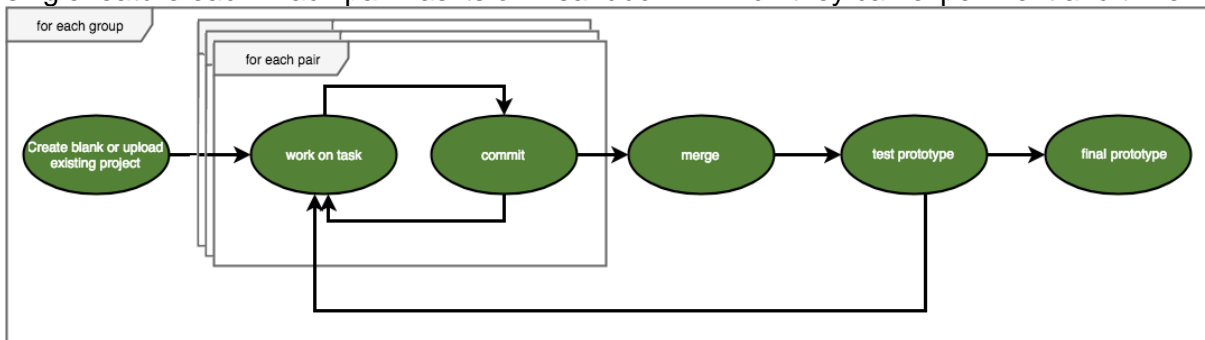 for each group
for each pair
Create blank or upload
existing project
work on task
commit
merge
test prototype
final prototype